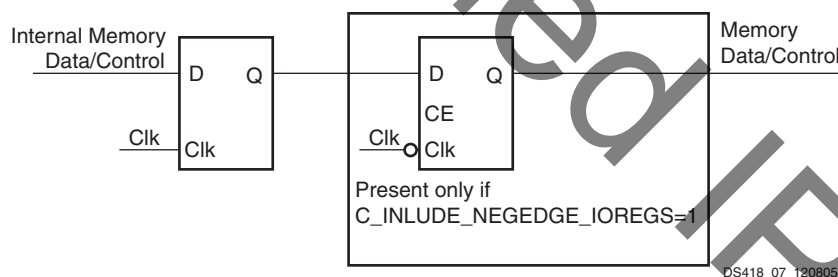 Internal Memory
Data/Control
Memory
Data/Control
D
Q
D
Q
CE
Clk
Clk
Clk
Clk
Present only if
C_INLUDE_NEGEDGE_IOREGS=1
DS418_07_120805